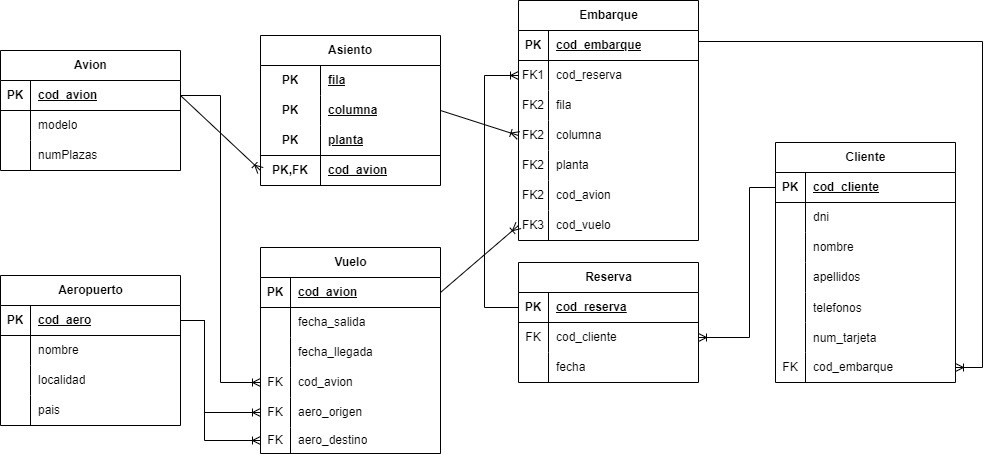 Avion
PK cod_avion
modelo
numPlazas
Asiento
PK fila
PK columna
PK planta
PK,FK cod_avion
Embarque
PK cod_embarque
FK1 cod_reserva
FK2 fila
FK2 columna
FK2 planta
FK2 cod_avion
FK3 cod_vuelo
Cliente
PK cod_cliente
dni
nombre
apellidos
telefonos
num_tarjeta
FK cod_embarque
Aeropuerto
PK cod_aero
nombre
localidad
pais
Vuelo
PK cod_avion
fecha_salida
fecha_llegada
FK cod_avion
FK aero_origen
FK aero_destino
Reserva
PK cod_reserva
FK cod_cliente
fecha